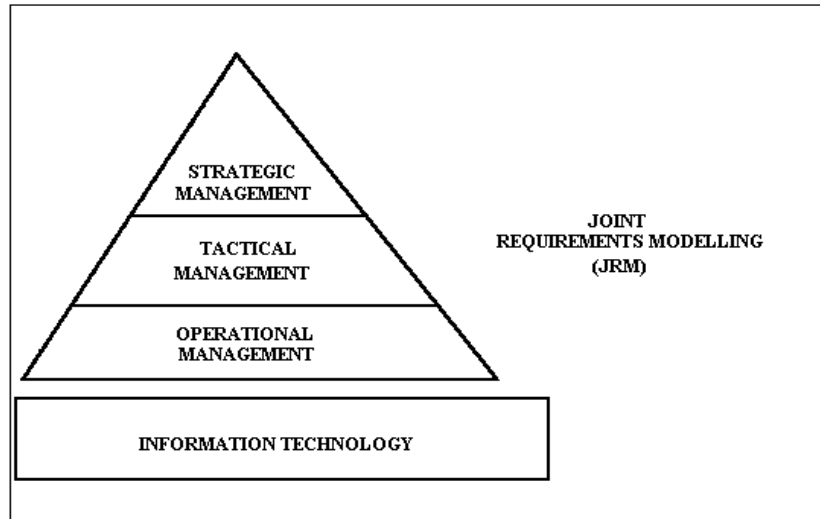 STRATEGIC
MANAGEMENT
TACTICAL
MANAGEMENT
OPERATIONAL
MANAGEMENT
INFORMATION TECHNOLOGY
JOINT
REQUIREMENTS MODELLING
(JRM)